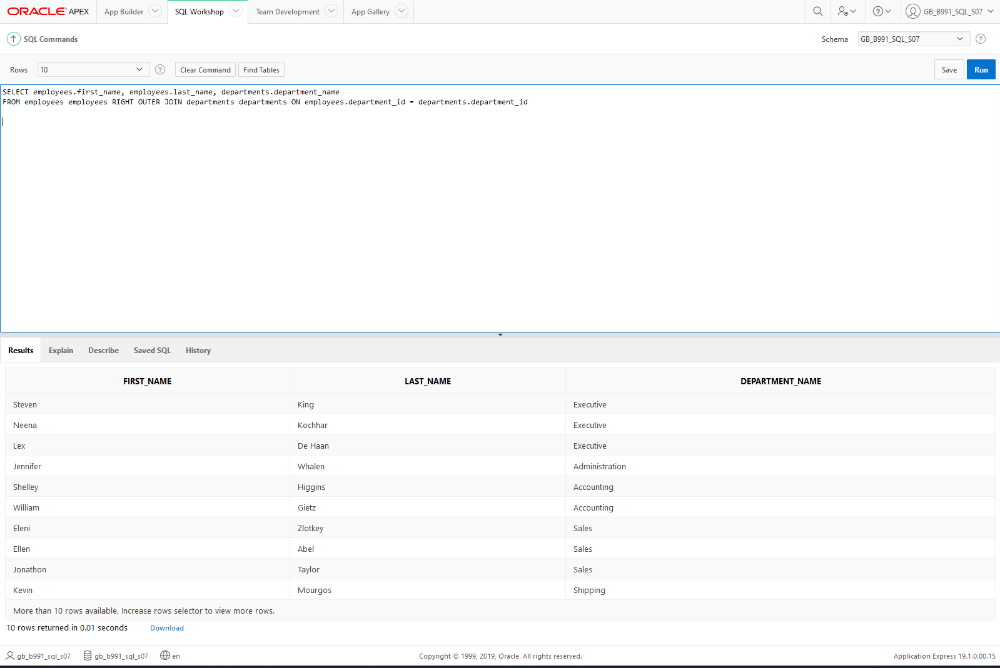 ORACLE APEX App Builder SQL Workshop Team Development App Gallery GB_B991_SQL_S07
SQL Commands Schema GB_B991_SQL_S07 ?
Rows 10 ? Clear Command Find Tables Save Run
SELECT employees.first_name, employees.last_name, departments.department_name
FROM employees employees RIGHT OUTER JOIN departments departments ON employees.department_id = departments.department_id
Results Explain Describe Saved SQL History
FIRST_NAME LAST_NAME DEPARTMENT_NAME
Steven King Executive
Neena Kochhar Executive
Lex De Haan Executive
Jennifer Whalen Administration
Shelley Higgins Accounting
William Gietz Accounting
Eleni Zlotkey Sales
Ellen Abel Sales
Jonathon Taylor Sales
Kevin Mourgos Shipping
More than 10 rows available. Increase rows selector to view more rows.
10 rows returned in 0.01 seconds Download
gb_b991_sql_s07 gb_b991_sql_s07 en Copyright © 1999, 2019, Oracle. All rights reserved. Application Express 19.1.0.00.15